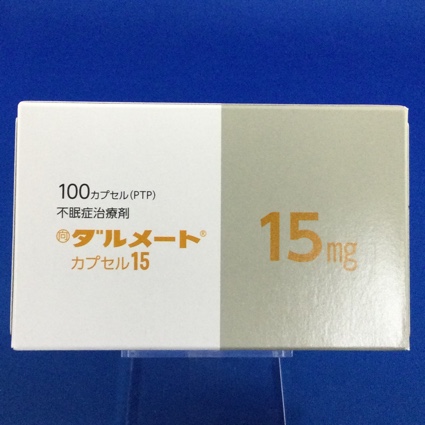 100カプセル(PTP)
不眠症治療剤
向 ダルメート®
カプセル15
15mg